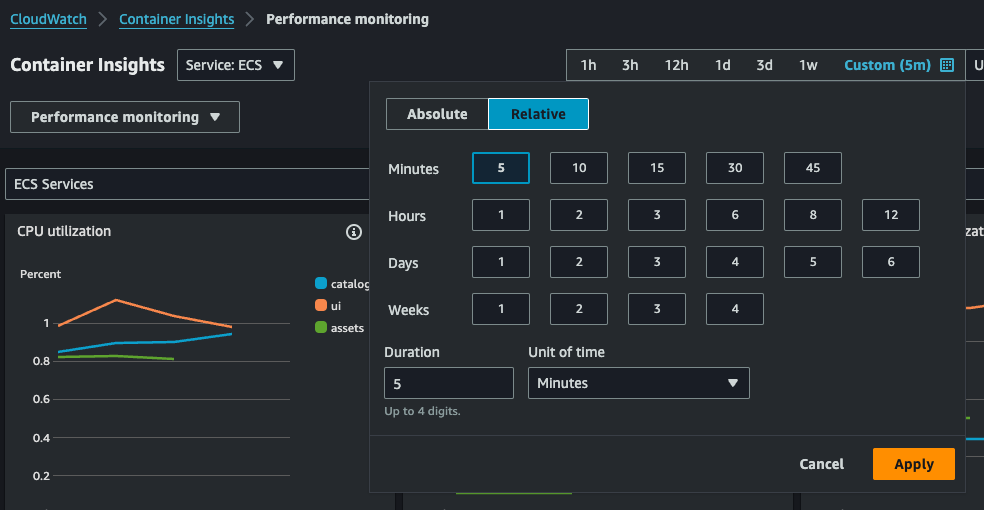 CloudWatch > Container Insights > Performance monitoring
Container Insights Service: ECS ▼ 1h 3h 12h 1d 3d 1w Custom (5m) U
Performance monitoring ▼
Absolute Relative
Minutes 5 10 15 30 45
ECS Services
Hours 1 2 3 6 8 12
CPU utilization
Days 1 2 3 4 5 6
Percent
catalog
Weeks 1 2 3 4
ui
1
assets
Duration Unit of time
0.8
5 Minutes ▼
0.6
Up to 4 digits.
0.4
Cancel Apply
0.2